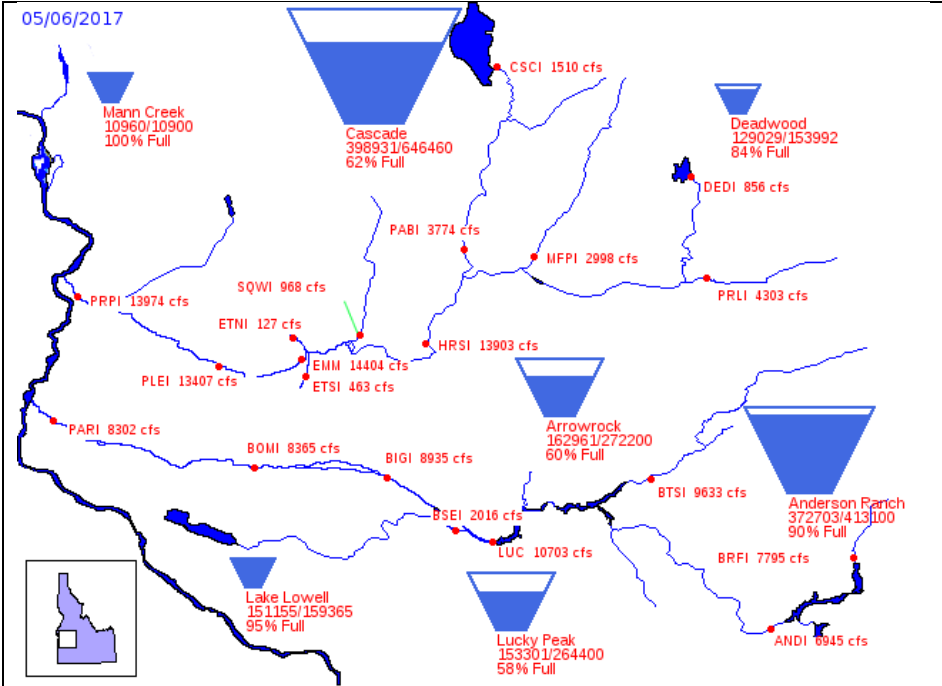 05/06/2017
CSCI 1510 cfs
Mann Creek
10960/10900
100% Full
Cascade
398931/646460
62% Full
Deadwood
129029/153992
84% Full
DEDI 856 cfs
PABI 3774 cfs
MFPI 2998 cfs
SQWI 968 cfs
PRPI 13974 cfs
PRLI 4303 cfs
ETNI 127 cfs
HRSI 13903 cfs
EMM 14404 cfs
PLEI 13407 cfs
ETSI 463 cfs
Arrowrock
162961/272200
60% Full
PARI 8302 cfs
BOMI 8365 cfs
BIGI 8935 cfs
BTSI 9633 cfs
Anderson Ranch
372703/413100
90% Full
BSEI 2016 cfs
LUC 10703 cfs
BRFI 7795 cfs
Lake Lowell
151155/159365
95% Full
Lucky Peak
153301/264400
58% Full
ANDI 6945 cfs